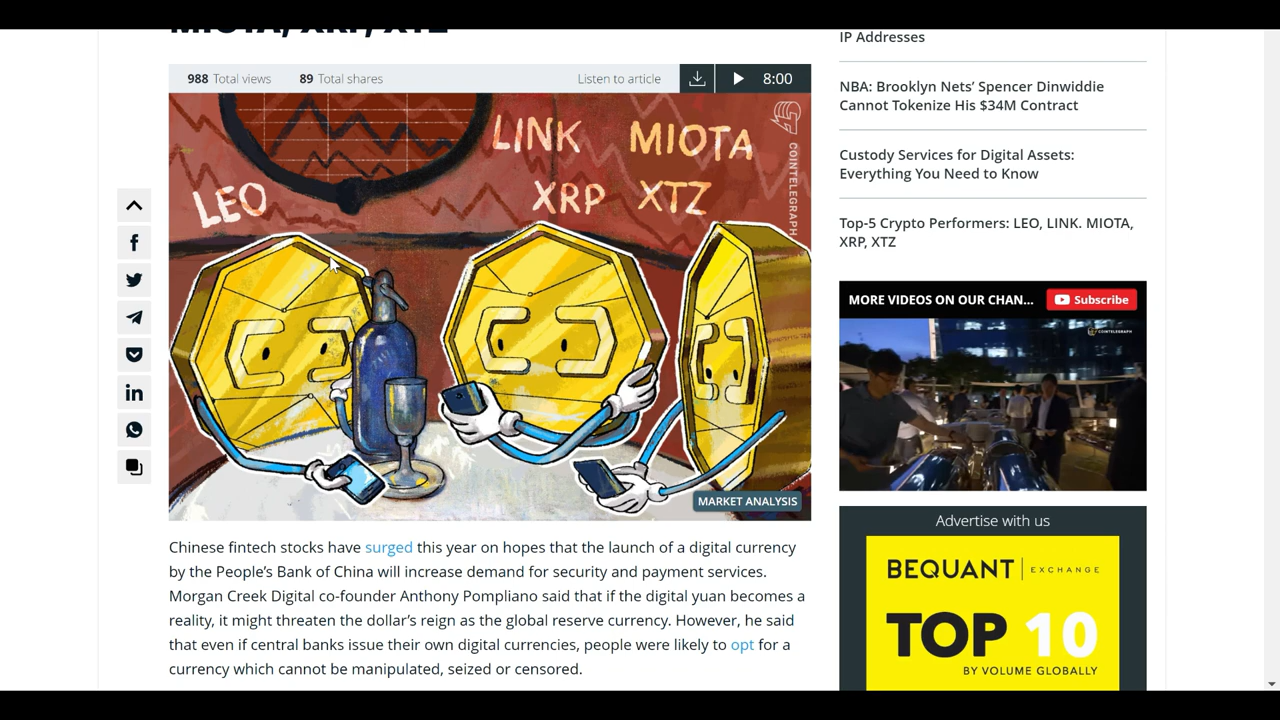 MIOTA, XRP, XTZ
988 Total views
89 Total shares
Listen to article
8:00
LINK MIOTA
LEO
XRP XTZ
COINTELEGRAPH
MARKET ANALYSIS
Chinese fintech stocks have surged this year on hopes that the launch of a digital currency
by the People's Bank of China will increase demand for security and payment services.
Morgan Creek Digital co-founder Anthony Pompliano said that if the digital yuan becomes a
reality, it might threaten the dollar's reign as the global reserve currency. However, he said
that even if central banks issue their own digital currencies, people were likely to opt for a
currency which cannot be manipulated, seized or censored.
IP Addresses
NBA: Brooklyn Nets' Spencer Dinwiddie
Cannot Tokenize His $34M Contract
Custody Services for Digital Assets:
Everything You Need to Know
Top-5 Crypto Performers: LEO, LINK. MIOTA,
XRP, XTZ
MORE VIDEOS ON OUR CHAN...
Subscribe
COINTELEGRAPH
Advertise with us
BEQUANT | EXCHANGE
TOP 10
BY VOLUME GLOBALLY